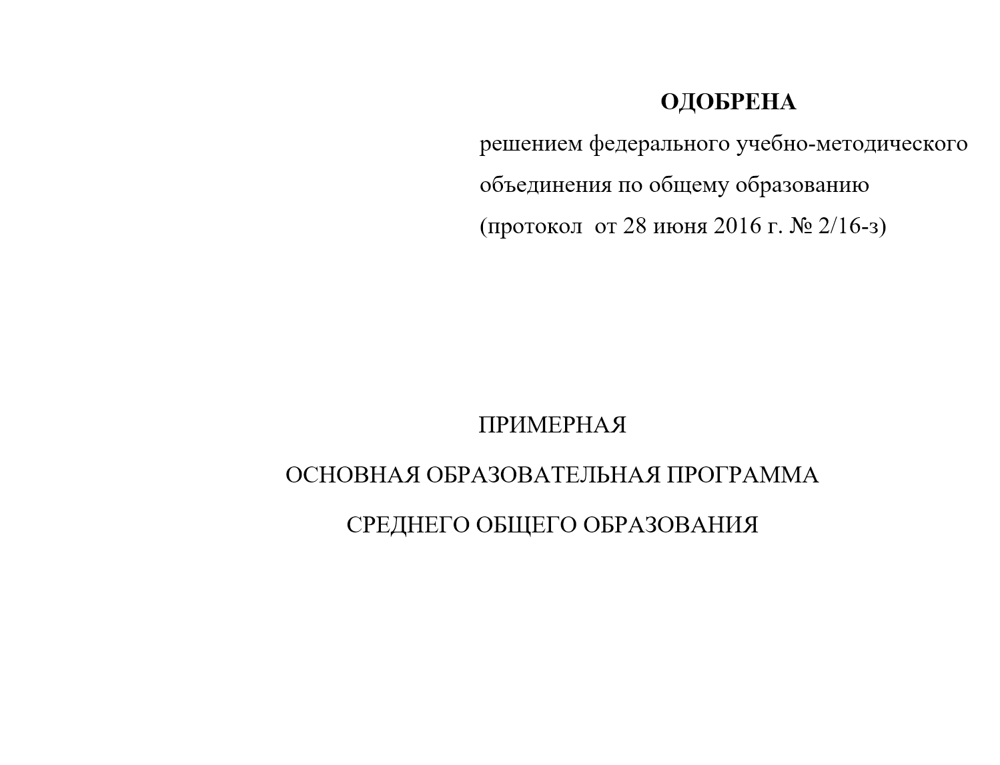 ОДОБРЕНА
решением федерального учебно-методического
объединения по общему образованию
(протокол  от 28 июня 2016 г. № 2/16-з)
ПРИМЕРНАЯ
ОСНОВНАЯ ОБРАЗОВАТЕЛЬНАЯ ПРОГРАММА
СРЕДНЕГО ОБЩЕГО ОБРАЗОВАНИЯ